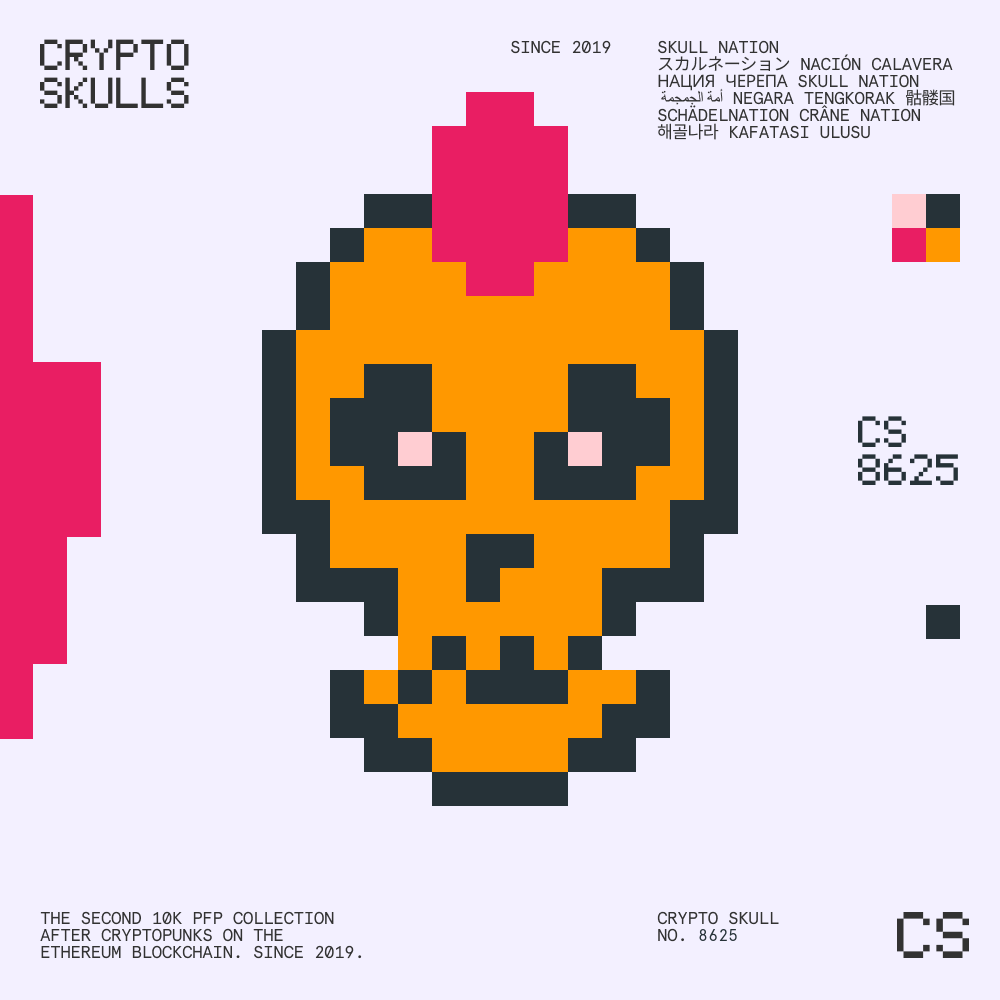 CRYPTO
SKULLS
SINCE 2019
SKULL NATION
スカルネーション NACIÓN CALAVERA
НАЦИЯ ЧЕРЕПА SKULL NATION
أمة الجمجمة NEGARA TENGKORAK 骷髅国
SCHÄDELNATION CRÂNE NATION
해골나라 KAFATASI ULUSU
CS
8625
THE SECOND 10K PFP COLLECTION
AFTER CRYPTOPUNKS ON THE
ETHEREUM BLOCKCHAIN. SINCE 2019.
CRYPTO SKULL
NO. 8625
CS